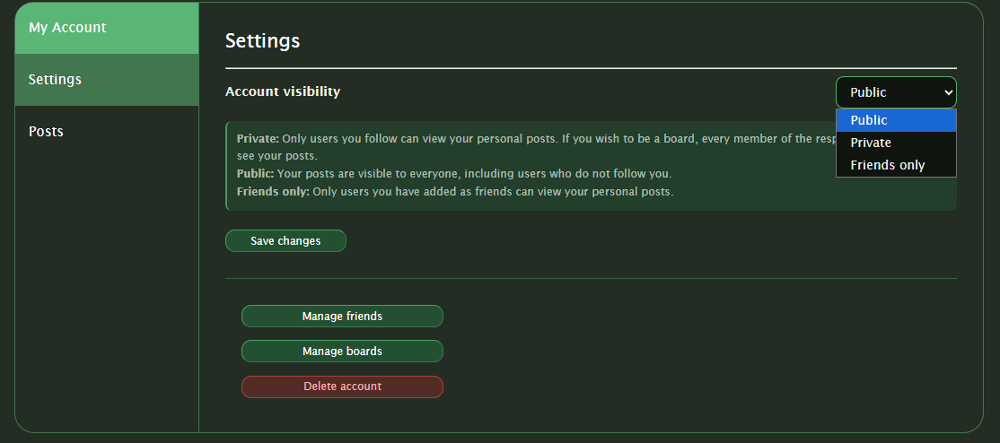 My Account
Settings
Posts
Settings
Account visibility
Public
Public
Private
Friends only
Private: Only users you follow can view your personal posts. If you wish to be a board, every member of the
see your posts.
Public: Your posts are visible to everyone, including users who do not follow you.
Friends only: Only users you have added as friends can view your personal posts.
Save changes
Manage friends
Manage boards
Delete account